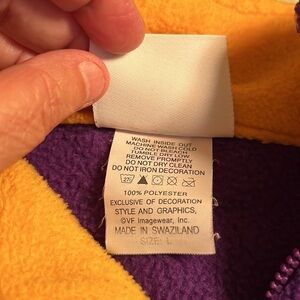 WASH INSIDE OUT
MACHINE WASH COLD
DO NOT BLEACH
TUMBLE DRY LOW
REMOVE PROMPTLY
DO NOT DRY CLEAN
DO NOT IRON DECORATION
100% POLYESTER
EXCLUSIVE OF DECORATION
STYLE AND GRAPHICS,
©VF Imagewear, Inc.
MADE IN SWAZILAND
SIZE: L